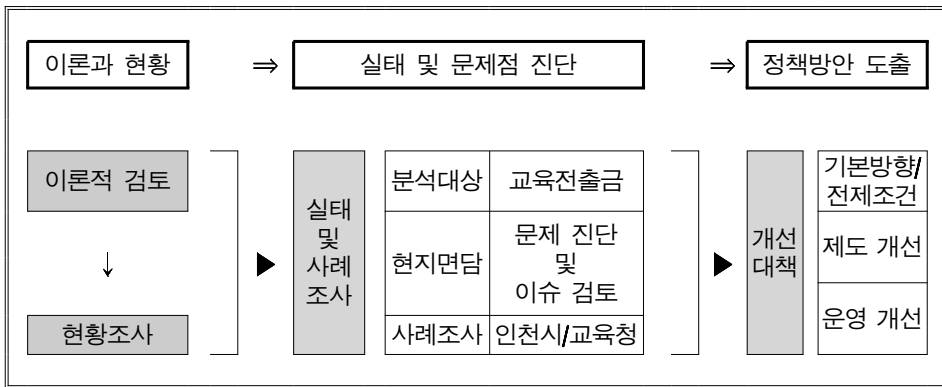 이론과 현황 ⇒ 실태 및 문제점 진단 ⇒ 정책방안 도출
이론적 검토
↓
현황조사
▶
실태
및
사례
조사
분석대상 교육전출금
현지면담 문제 진단
및
이슈 검토
사례조사 인천시/교육청
▶
개선
대책
기본방향/
전제조건
제도 개선
운영 개선